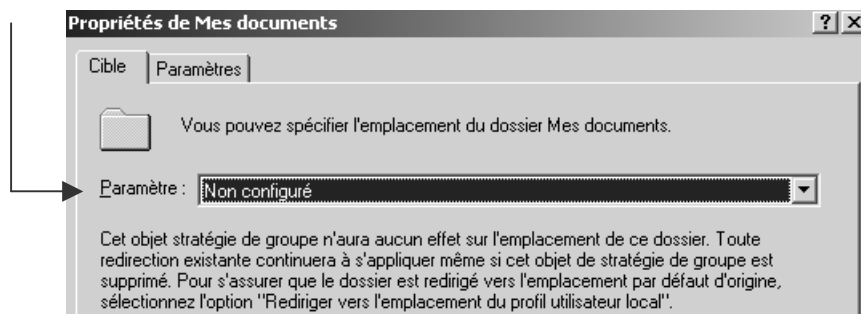 Propriétés de Mes documents
Cible Paramètres
Vous pouvez spécifier l'emplacement du dossier Mes documents.
Paramètre : Non configuré
Cet objet stratégie de groupe n'aura aucun effet sur l'emplacement de ce dossier. Toute
redirection existante continuera à s'appliquer même si cet objet de stratégie de groupe est
supprimé. Pour s'assurer que le dossier est redirigé vers l'emplacement par défaut d'origine,
sélectionnez l'option "Rediriger vers l'emplacement du profil utilisateur local".